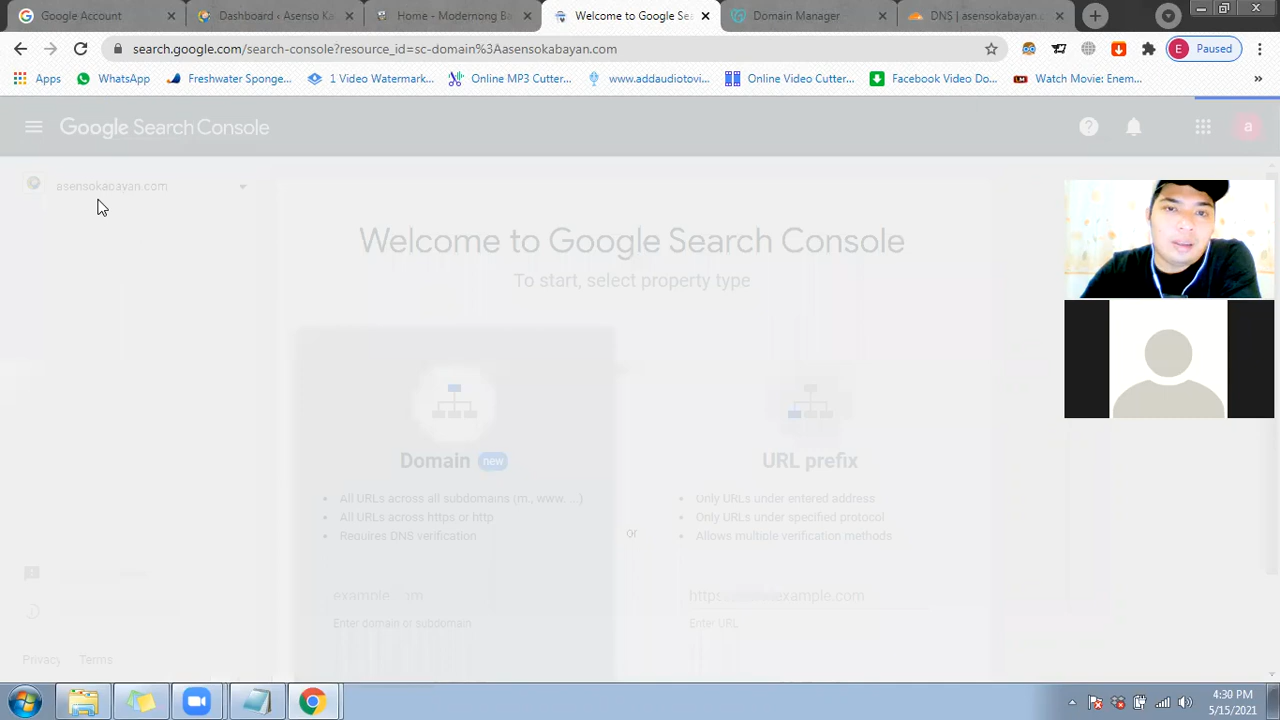 Google Account
Dashboard ‹ Asenso Ka
Home - Modernong Ba
Welcome to Google Se
Domain Manager
DNS | asensokabayan.c
search.google.com/search-console?resource_id=sc-domain%3Aasensokabayan.com
E
Paused
Apps
WhatsApp
Freshwater Sponge...
1 Video Watermark...
Online MP3 Cutter...
www.addaudiotovi...
Online Video Cutter...
Facebook Video Do...
LM
Watch Movie: Enem...
»
Google Search Console
a
asensokabayan.com
Welcome to Google Search Console
To start, select property type
Domain new
All URLs across all subdomains (m., www. ...)
All URLs across https or http
Requires DNS verification
example.com
Enter domain or subdomain
or
URL prefix
Only URLs under entered address
Only URLs under specified protocol
Allows multiple verification methods
example.com
Enter URL
Privacy Terms
4:30 PM
5/15/2021